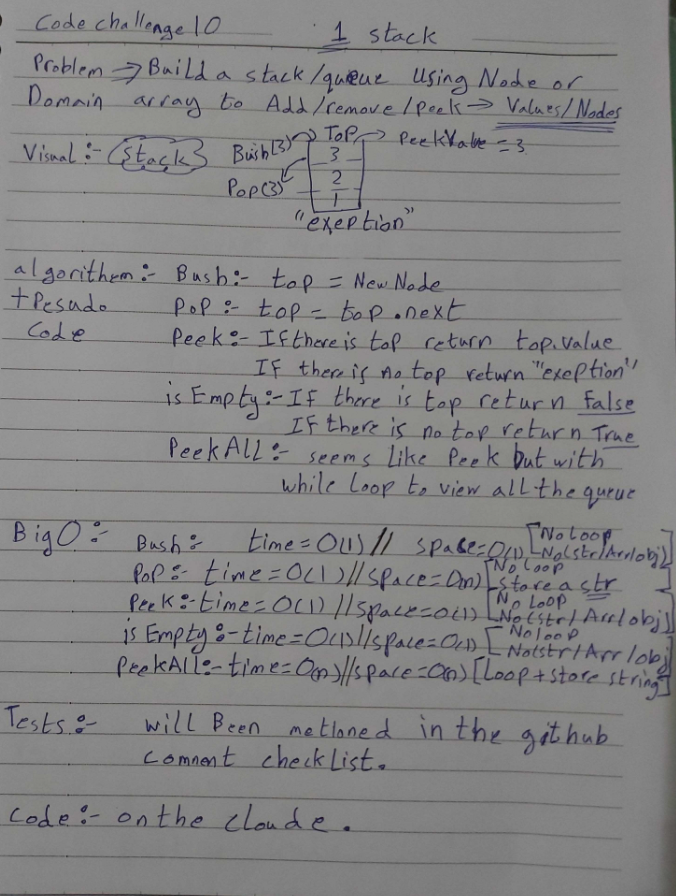 Code challenge 10
1 stack
Problem → Build a stack/queue Using Node or
Domain array to Add/remove/peek → Values/Nodes
Visual:- Stack Bush(3) ToP → PeekValue = 3
3
Pop(3) 2
1
"exeption"
algorithem:- Bush:- top = New Node
+Pesudo PoP:- top = top.next
Code Peek:- If there is top return top.value
If there is no top return "exeption"
is Empty:- If there is top return false
If there is no top return True
PeekAll:- seems like Peek but with
while loop to view all the queue
Big O:- Bush:- time=O(1) // space=O(1) [No Loop
No(str/Arr/obj)]
PoP:- time=O(1)//space=O(n) [No loop
Store a str]
Peek:- time=O(1) //space=O(1) [No Loop
No(str/Arr/obj)]
is Empty:- time=O(1)//space=O(1) [No loop
No(str/Arr/obj)]
PeekAll:- time=O(n)//space=O(n) [Loop+store string]
Tests:- will Been metioned in the github
comment checkList.
Code:- on the cloude.